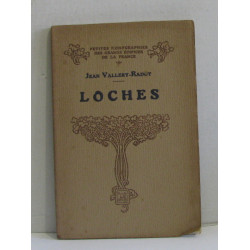 PETITES MONOGRAPHIES
DES GRANDS ÉDIFICES
DE LA FRANCE
JEAN VALLERY-RADOT
LOCHES